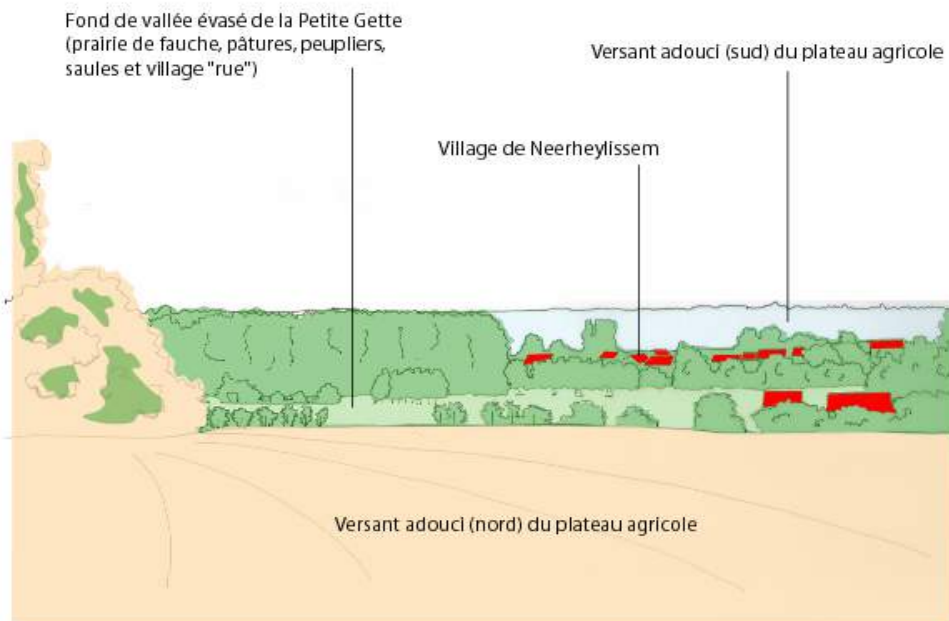 Fond de vallée évasé de la Petite Gette
(prairie de fauche, pâtures, peupliers,
saules et village "rue")
Versant adouci (sud) du plateau agricole
Village de Neerheylissem
Versant adouci (nord) du plateau agricole